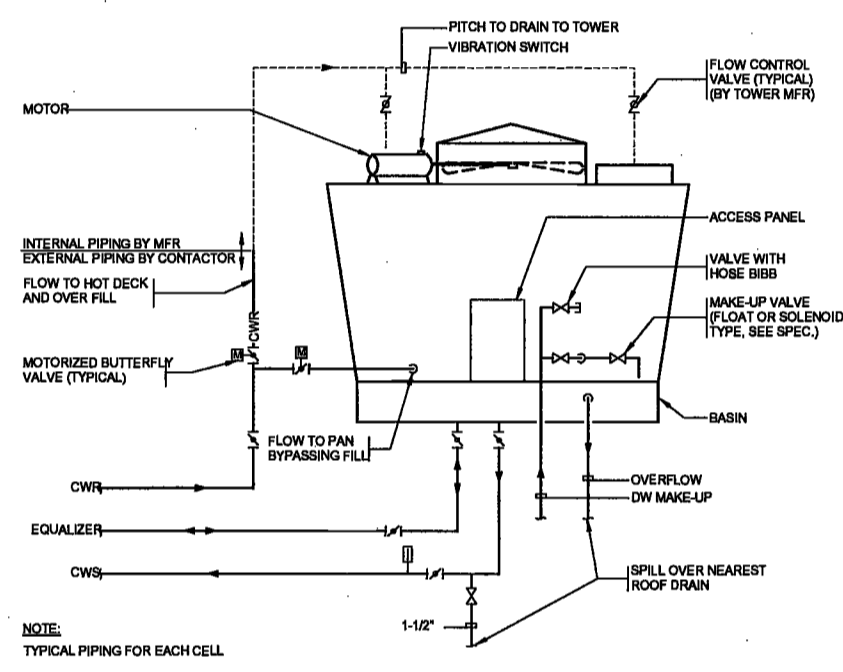 PITCH TO DRAIN TO TOWER
VIBRATION SWITCH
FLOW CONTROL
VALVE (TYPICAL)
(BY TOWER MFR)
MOTOR
ACCESS PANEL
INTERNAL PIPING BY MFR
EXTERNAL PIPING BY CONTACTOR
VALVE WITH
HOSE BIBB
FLOW TO HOT DECK
AND OVER FILL
MAKE-UP VALVE
(FLOAT OR SOLENOID
TYPE, SEE SPEC.)
CWR
M
M
MOTORIZED BUTTERFLY
VALVE (TYPICAL)
BASIN
FLOW TO PAN
BYPASSING FILL
OVERFLOW
CWR
DW MAKE-UP
EQUALIZER
CWS
SPILL OVER NEAREST
ROOF DRAIN
1-1/2"
NOTE:
TYPICAL PIPING FOR EACH CELL